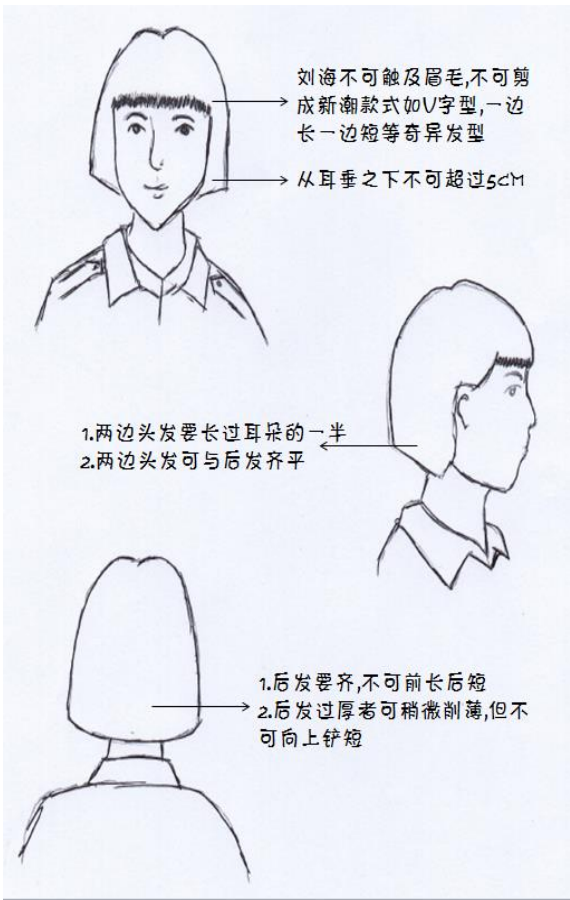 刘海不可触及眉毛,不可剪
成新潮款式如V字型,一边
长一边短等奇异发型
从耳垂之下不可超过5CM
1.两边头发要长过耳朵的一半
2.两边头发可与后发齐平
1.后发要齐,不可前长后短
2.后发过厚者可稍微削薄,但不
可向上铲短